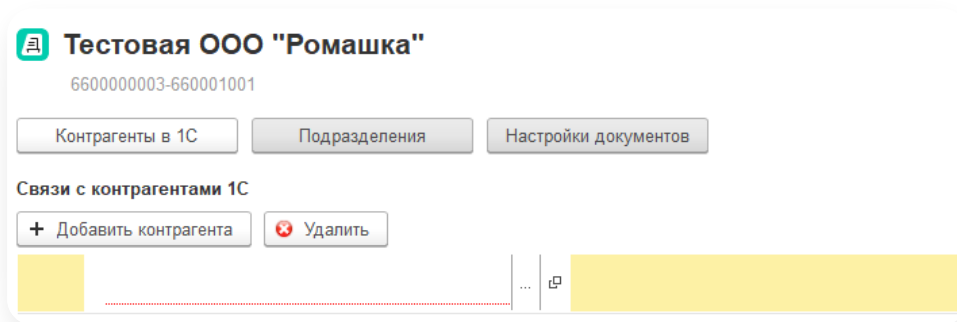 Тестовая ООО "Ромашка"
6600000003-660001001
Контрагенты в 1С Подразделения Настройки документов
Связи с контрагентами 1С
+ Добавить контрагента Удалить
...